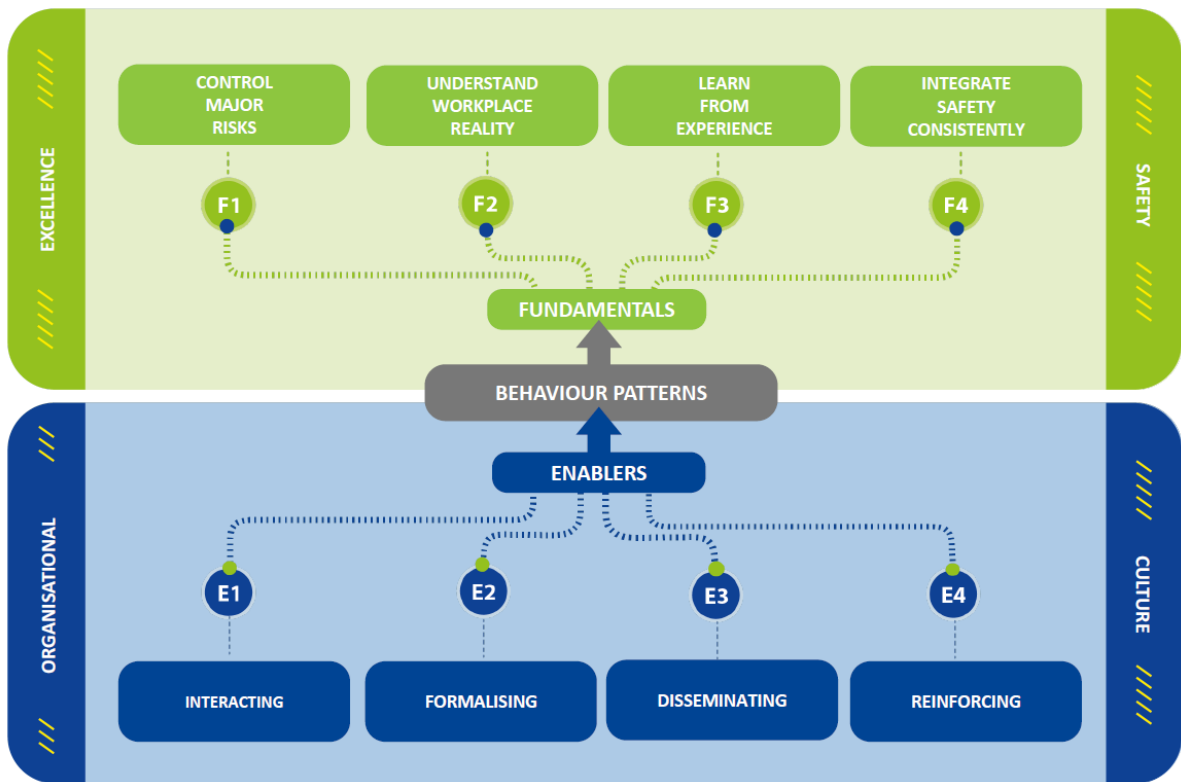 EXCELLENCE
SAFETY
CONTROL
MAJOR
RISKS
UNDERSTAND
WORKPLACE
REALITY
LEARN
FROM
EXPERIENCE
INTEGRATE
SAFETY
CONSISTENTLY
F1
F2
F3
F4
FUNDAMENTALS
BEHAVIOUR PATTERNS
ORGANISATIONAL
CULTURE
ENABLERS
E1
E2
E3
E4
INTERACTING
FORMALISING
DISSEMINATING
REINFORCING